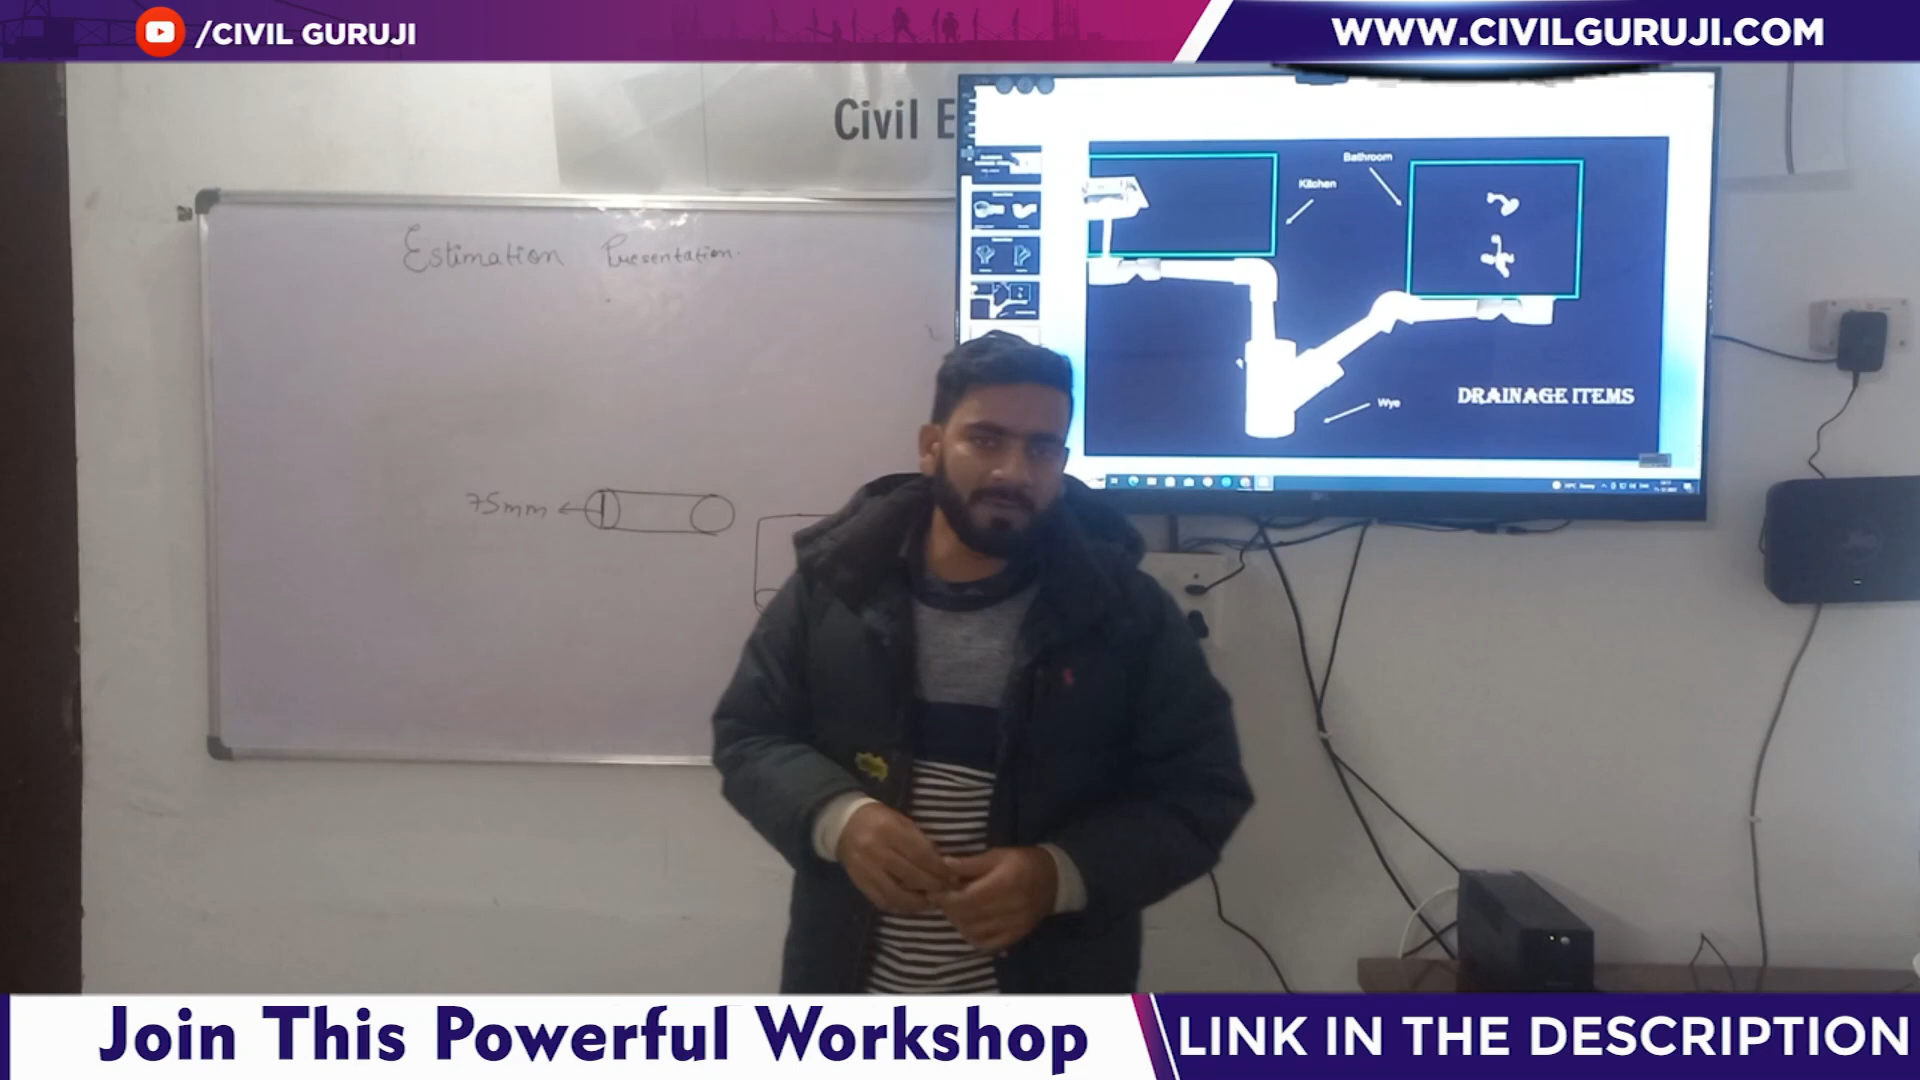 /CIVIL GURUJI
WWW.CIVILGURUJI.COM
Civil E
Estimation Presentation.
Bathroom
Kitchen
Wye
DRAINAGE ITEMS
75mm
Join This Powerful Workshop
LINK IN THE DESCRIPTION